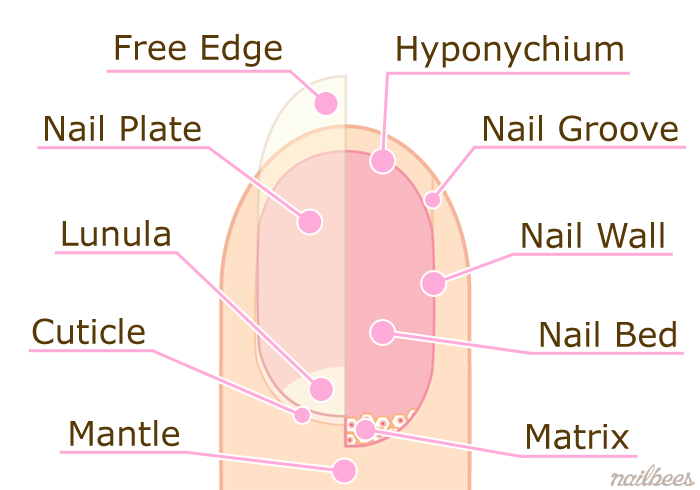 Free Edge
Hyponychium
Nail Plate
Nail Groove
Lunula
Nail Wall
Cuticle
Nail Bed
Mantle
Matrix
nailbees